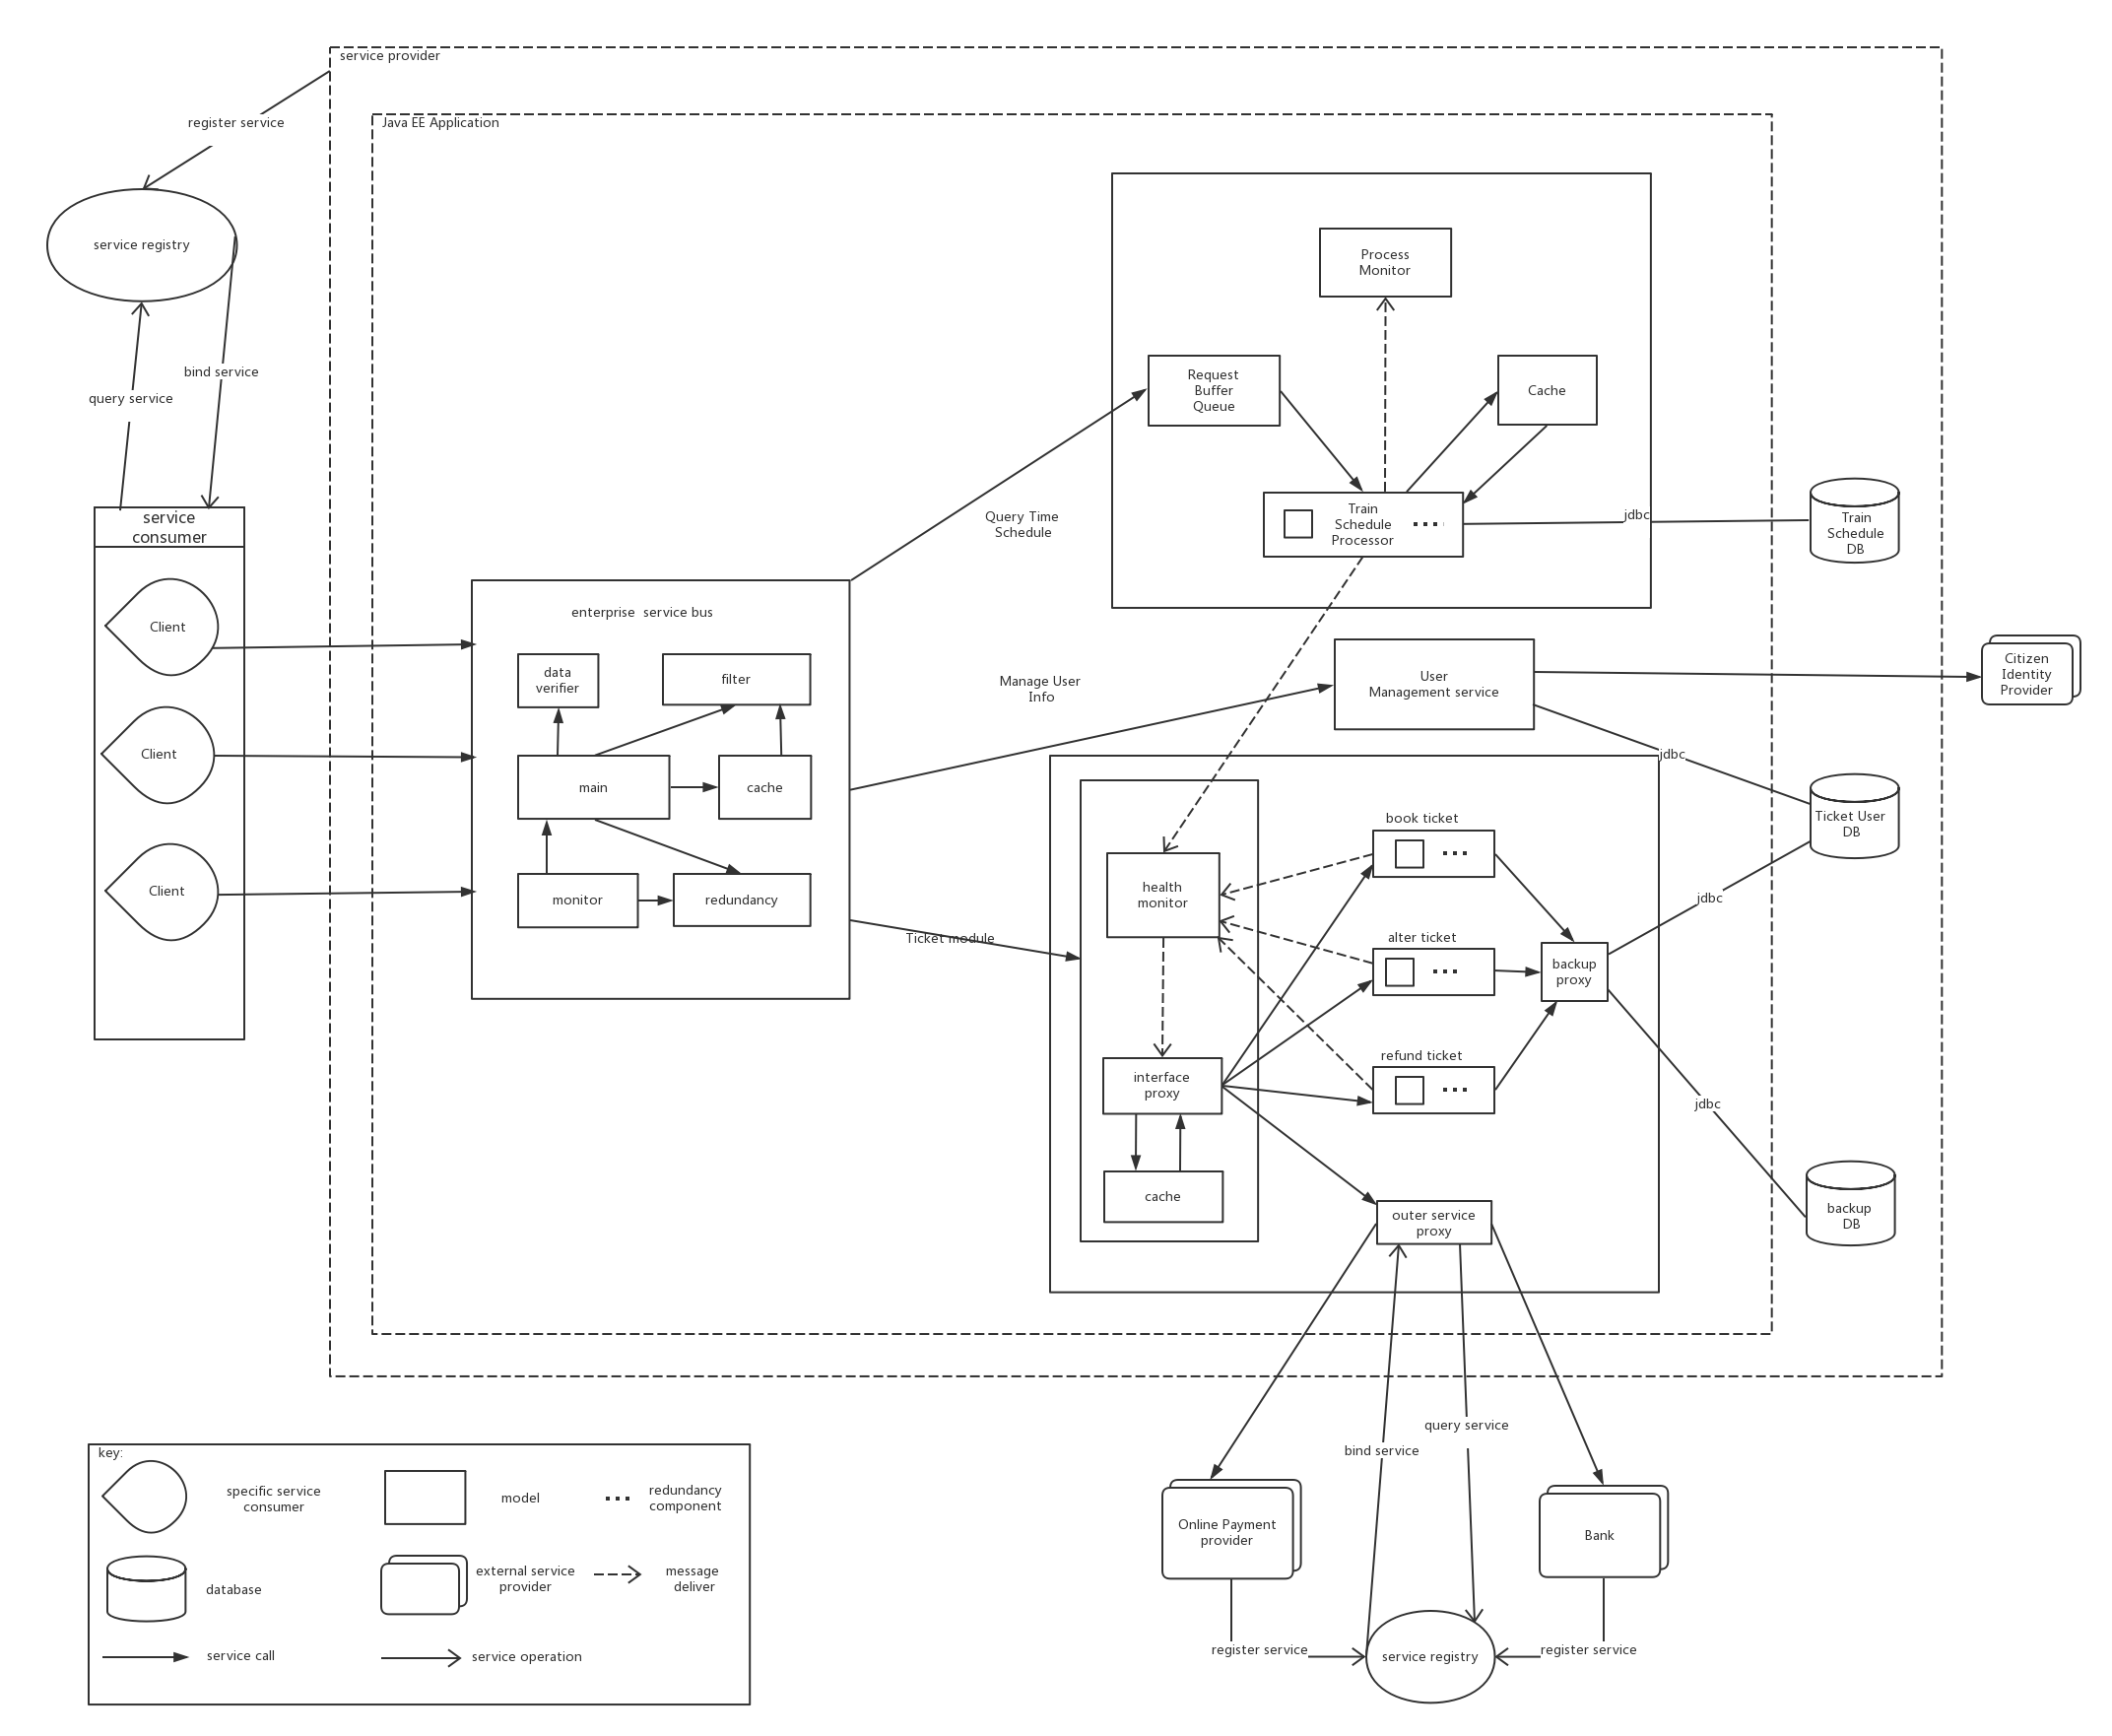 service provider
Java EE Application
register service
service registry
bind service
query service
service
consumer
Client
Client
Client
enterprise  service bus
data
verifier
filter
main
cache
monitor
redundancy
Query Time
Schedule
Manage User
Info
Ticket module
Process
Monitor
Request
Buffer
Queue
Cache
Train
Schedule
Processor
jdbc
Train
Schedule
DB
User
Management service
Citizen
Identity
Provider
jdbc
Ticket User
DB
health
monitor
book ticket
alter ticket
refund ticket
backup
proxy
jdbc
jdbc
interface
proxy
cache
outer service
proxy
backup
DB
query service
bind service
Online Payment
provider
Bank
register service
service registry
register service
key:
specific service
consumer
model
redundancy
component
database
external service
provider
message
deliver
service call
service operation